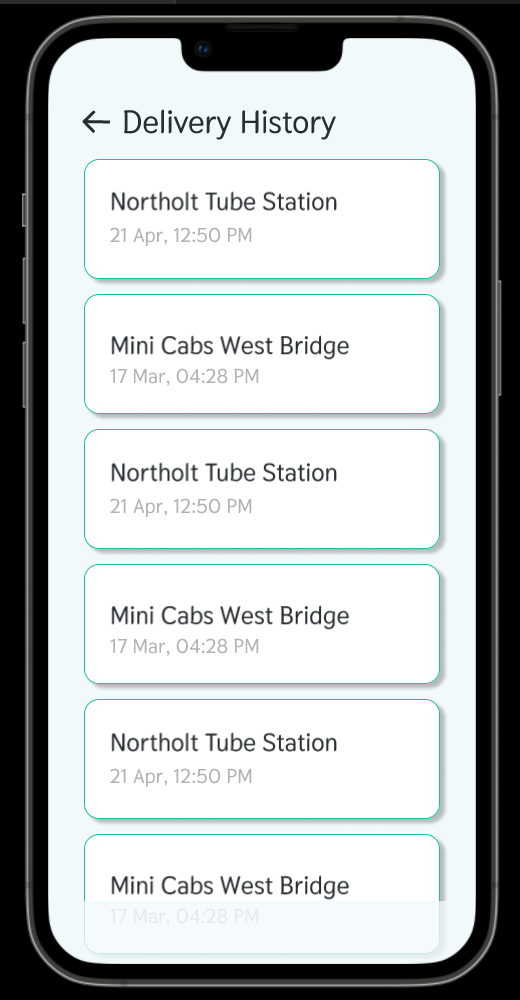 Delivery History
Northolt Tube Station
21 Apr, 12:50 PM
Mini Cabs West Bridge
17 Mar, 04:28 PM
Northolt Tube Station
21 Apr, 12:50 PM
Mini Cabs West Bridge
17 Mar, 04:28 PM
Northolt Tube Station
21 Apr, 12:50 PM
Mini Cabs West Bridge
17 Mar, 04:28 PM